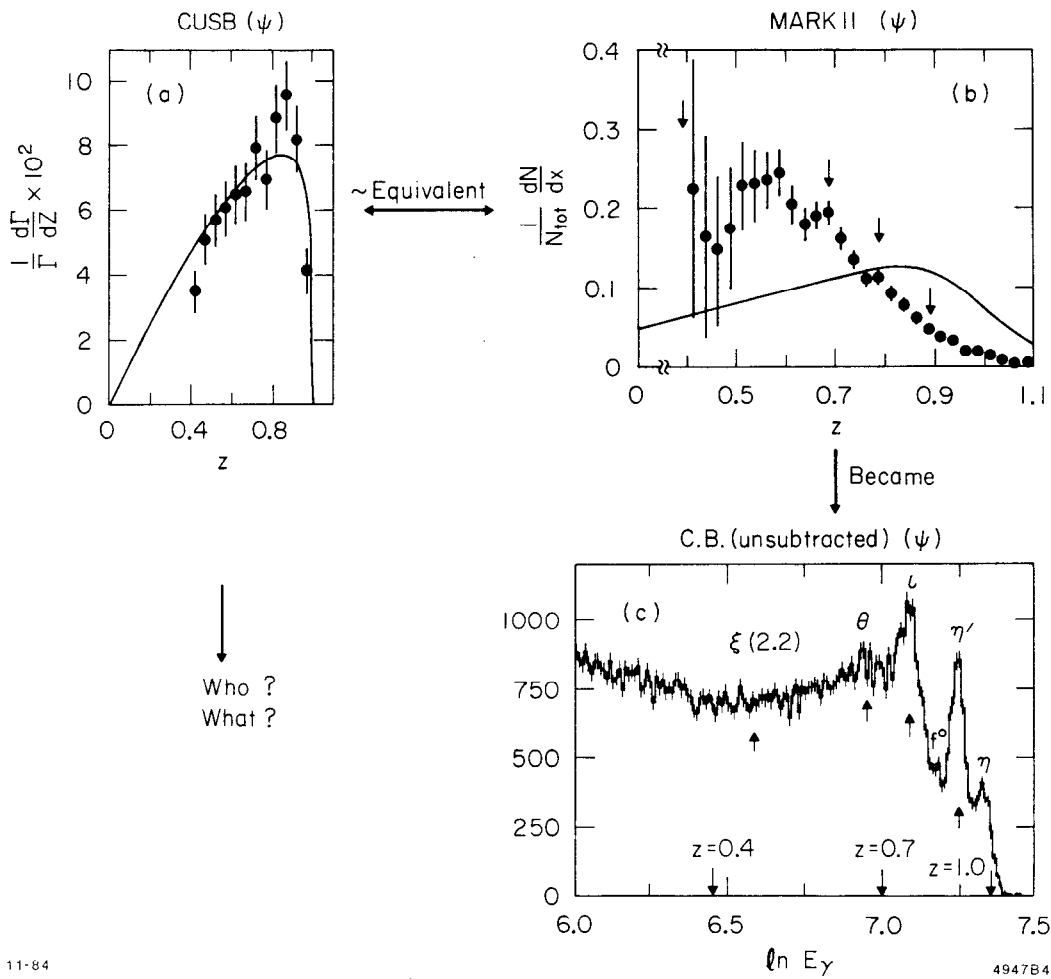 CUSB (ψ)
(a)
1/Γ dΓ/dZ × 10²
10
8
6
4
2
0
0
0.4
0.8
z
~Equivalent
MARK II (ψ)
(b)
1/Ntot dN/dx
0.4
0.3
0.2
0.1
0
0
0.5
0.7
0.9
1.1
z
Became
Who ?
What ?
C.B. (unsubtracted) (ψ)
(c)
1000
750
500
250
0
ξ (2.2)
θ
ι
f°
η′
η
z=0.4
z=0.7
z=1.0
6.0
6.5
7.0
7.5
ln Eγ
11-84
4947B4